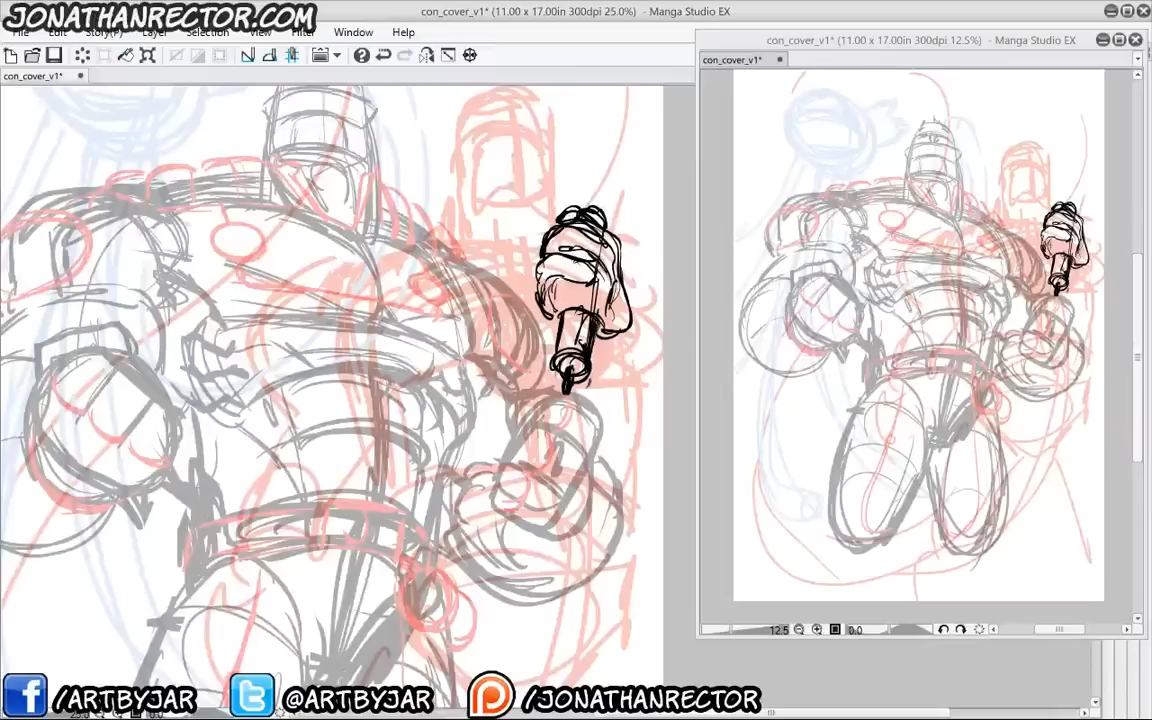 JONATHANRECTOR.COM
con_cover_v1* (11.00 x 17.00in 300dpi 25.0%) - Manga Studio EX
File Edit Story(P) Layer Selection View Filter Window Help
con_cover_v1*
con_cover_v1* (11.00 x 17.00in 300dpi 12.5%) - Manga Studio EX
con_cover_v1*
12.5
0.0
/ARTBYJAR
@ARTBYJAR
/JONATHANRECTOR